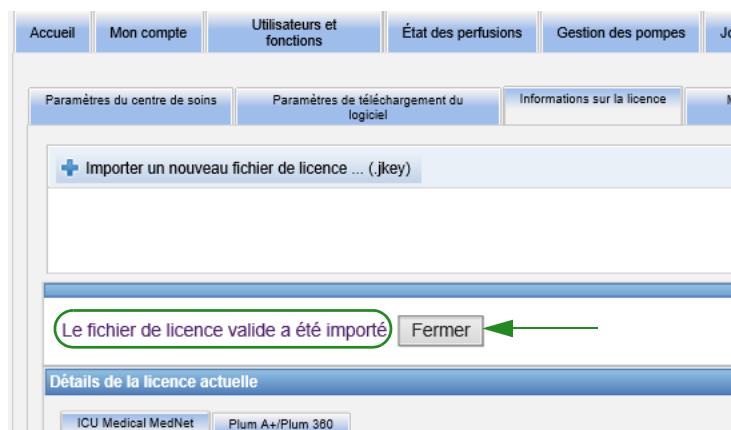 Accueil
Mon compte
Utilisateurs et
fonctions
État des perfusions
Gestion des pompes
Paramètres du centre de soins
Paramètres de téléchargement du
logiciel
Informations sur la licence
Importer un nouveau fichier de licence ... (.jkey)
Le fichier de licence valide a été importé
Fermer
Détails de la licence actuelle
ICU Medical MedNet
Plum A+/Plum 360